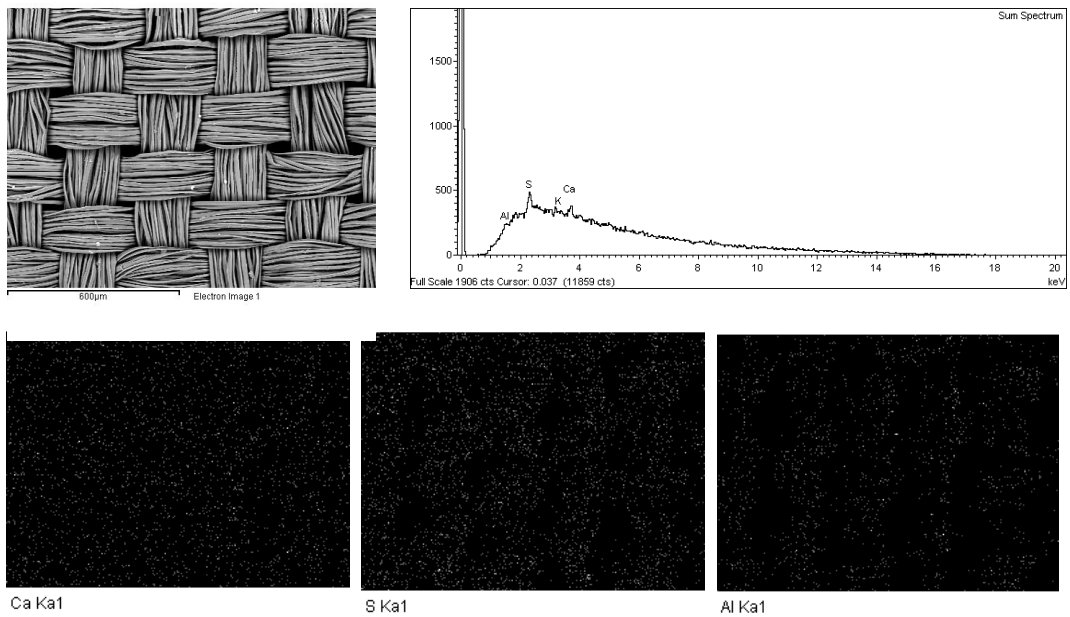 Sum Spectrum
1500
1000
500
0
S
Ca
K
Al
0 2 4 6 8 10 12 14 16 18 20
Full Scale 1906 cts Cursor: 0.037 (11859 cts) keV
600µm Electron Image 1
Ca Ka1
S Ka1
Al Ka1